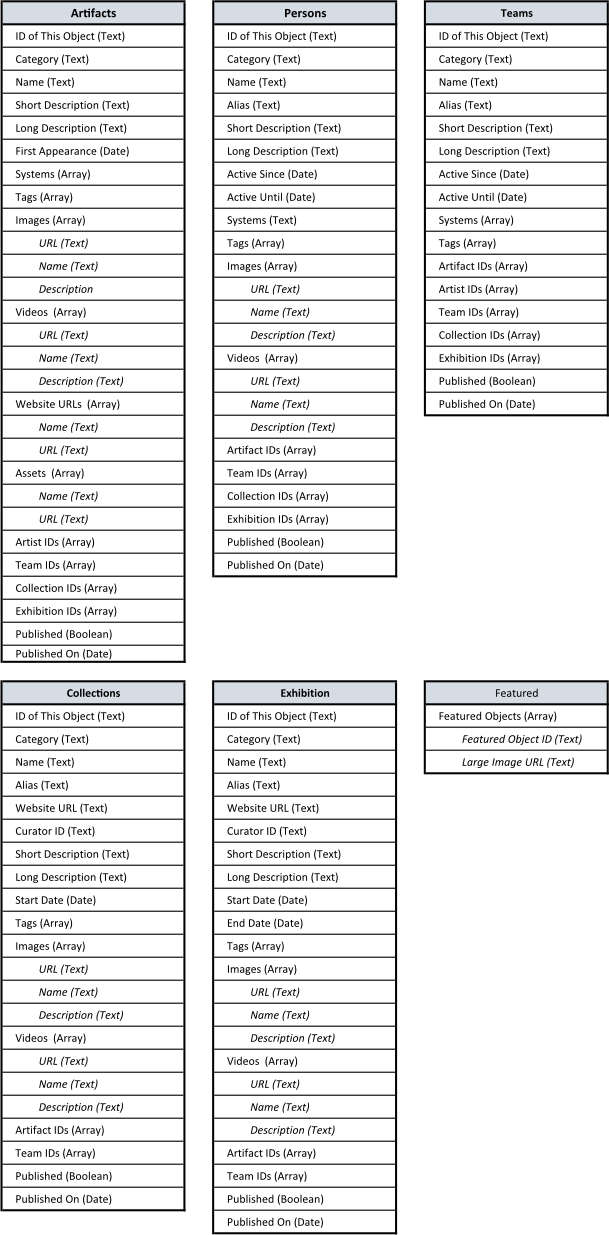 Artifacts
ID of This Object (Text)
Category (Text)
Name (Text)
Short Description (Text)
Long Description (Text)
First Appearance (Date)
Systems (Array)
Tags (Array)
Images (Array)
URL (Text)
Name (Text)
Description
Videos (Array)
URL (Text)
Name (Text)
Description (Text)
Website URLs (Array)
Name (Text)
URL (Text)
Assets (Array)
Name (Text)
URL (Text)
Artist IDs (Array)
Team IDs (Array)
Collection IDs (Array)
Exhibition IDs (Array)
Published (Boolean)
Published On (Date)
Persons
ID of This Object (Text)
Category (Text)
Name (Text)
Alias (Text)
Short Description (Text)
Long Description (Text)
Active Since (Date)
Active Until (Date)
Systems (Text)
Tags (Array)
Images (Array)
URL (Text)
Name (Text)
Description (Text)
Videos (Array)
URL (Text)
Name (Text)
Description (Text)
Artifact IDs (Array)
Team IDs (Array)
Collection IDs (Array)
Exhibition IDs (Array)
Published (Boolean)
Published On (Date)
Teams
ID of This Object (Text)
Category (Text)
Name (Text)
Alias (Text)
Short Description (Text)
Long Description (Text)
Active Since (Date)
Active Until (Date)
Systems (Array)
Tags (Array)
Artifact IDs (Array)
Artist IDs (Array)
Team IDs (Array)
Collection IDs (Array)
Exhibition IDs (Array)
Published (Boolean)
Published On (Date)
Collections
ID of This Object (Text)
Category (Text)
Name (Text)
Alias (Text)
Website URL (Text)
Curator ID (Text)
Short Description (Text)
Long Description (Text)
Start Date (Date)
Tags (Array)
Images (Array)
URL (Text)
Name (Text)
Description (Text)
Videos (Array)
URL (Text)
Name (Text)
Description (Text)
Artifact IDs (Array)
Team IDs (Array)
Published (Boolean)
Published On (Date)
Exhibition
ID of This Object (Text)
Category (Text)
Name (Text)
Alias (Text)
Website URL (Text)
Curator ID (Text)
Short Description (Text)
Long Description (Text)
Start Date (Date)
End Date (Date)
Tags (Array)
Images (Array)
URL (Text)
Name (Text)
Description (Text)
Videos (Array)
URL (Text)
Name (Text)
Description (Text)
Artifact IDs (Array)
Team IDs (Array)
Published (Boolean)
Published On (Date)
Featured
Featured Objects (Array)
Featured Object ID (Text)
Large Image URL (Text)